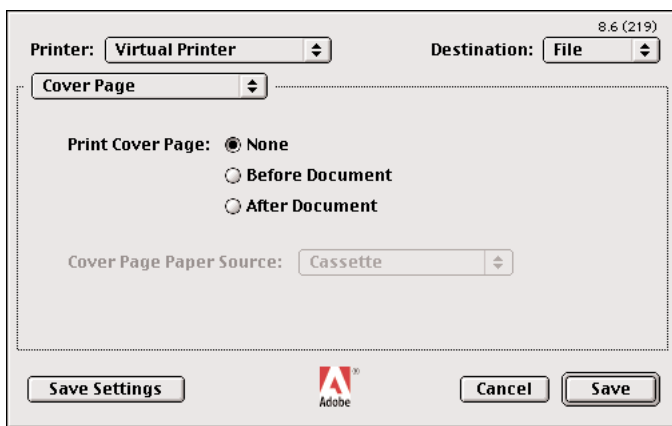 8.6 (219)
Printer: Virtual Printer Destination: File
Cover Page
Print Cover Page: None
Before Document
After Document
Cover Page Paper Source: Cassette
Save Settings
Adobe
®
Cancel Save